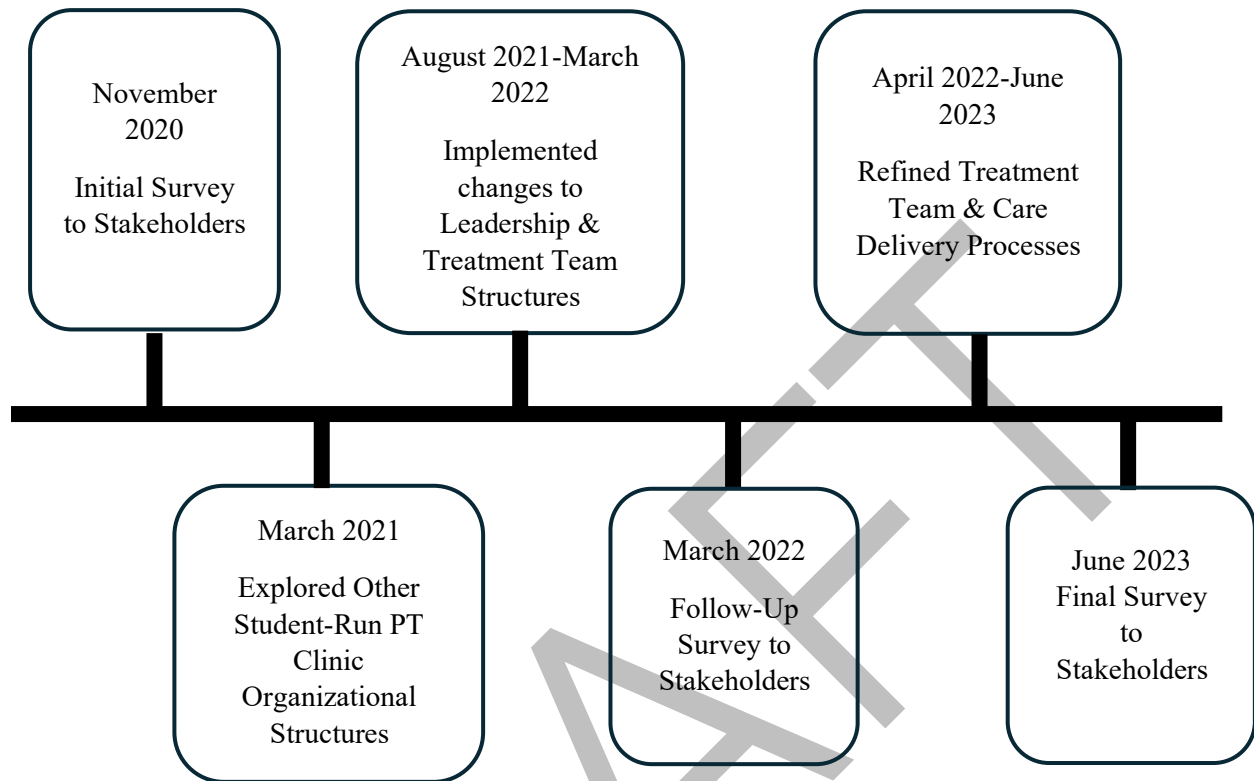 November
2020
Initial Survey
to Stakeholders
August 2021-March
2022
Implemented
changes to
Leadership &
Treatment Team
Structures
April 2022-June
2023
Refined Treatment
Team & Care
Delivery Processes
March 2021
Explored Other
Student-Run PT
Clinic
Organizational
Structures
March 2022
Follow-Up
Survey to
Stakeholders
June 2023
Final Survey
to
Stakeholders
AFT